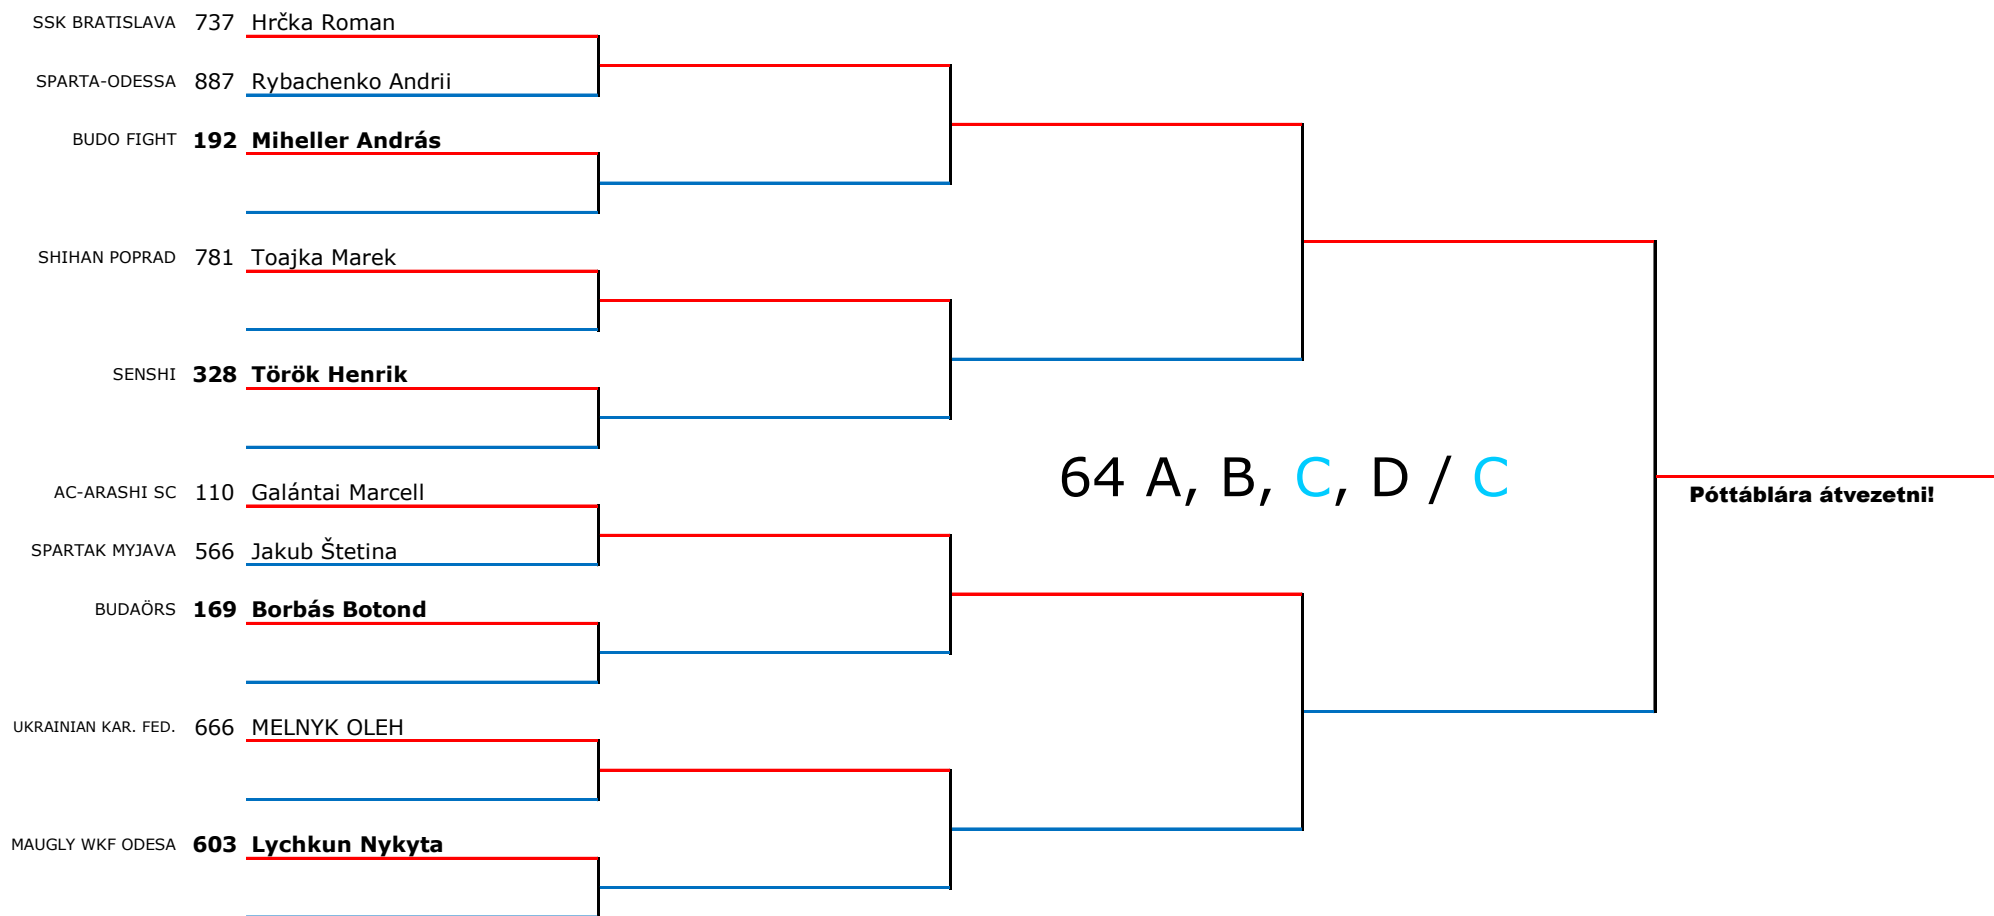 SSK BRATISLAVA 737 Hrčka Roman
SPARTA-ODESSA 887 Rybachenko Andrii
BUDO FIGHT 192 Miheller András
SHIHAN POPRAD 781 Toajka Marek
SENSHI 328 Török Henrik
64 A, B, C, D / C
AC-ARASHI SC 110 Galántai Marcell
Póttáblára átvezetni!
SPARTAK MYJAVA 566 Jakub Štetina
BUDAÖRS 169 Borbás Botond
UKRAINIAN KAR. FED. 666 MELNYK OLEH
MAUGLY WKF ODESA 603 Lychkun Nykyta